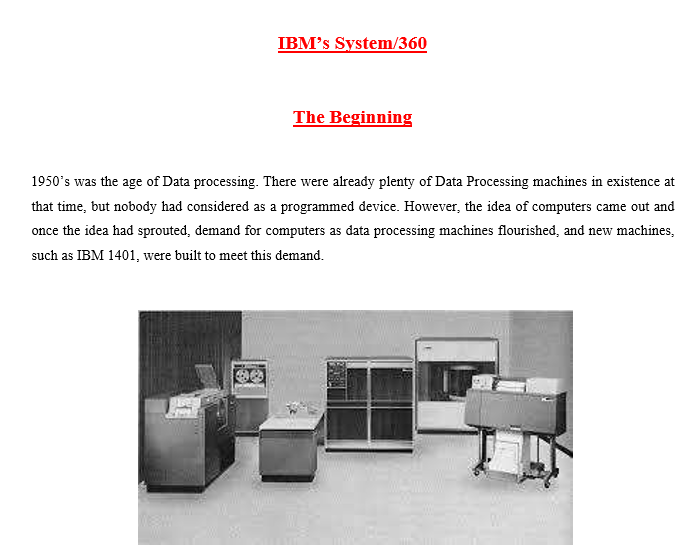 IBM’s System/360
The Beginning
1950’s was the age of Data processing. There were already plenty of Data Processing machines in existence at
that time, but nobody had considered as a programmed device. However, the idea of computers came out and
once the idea had sprouted, demand for computers as data processing machines flourished, and new machines,
such as IBM 1401, were built to meet this demand.